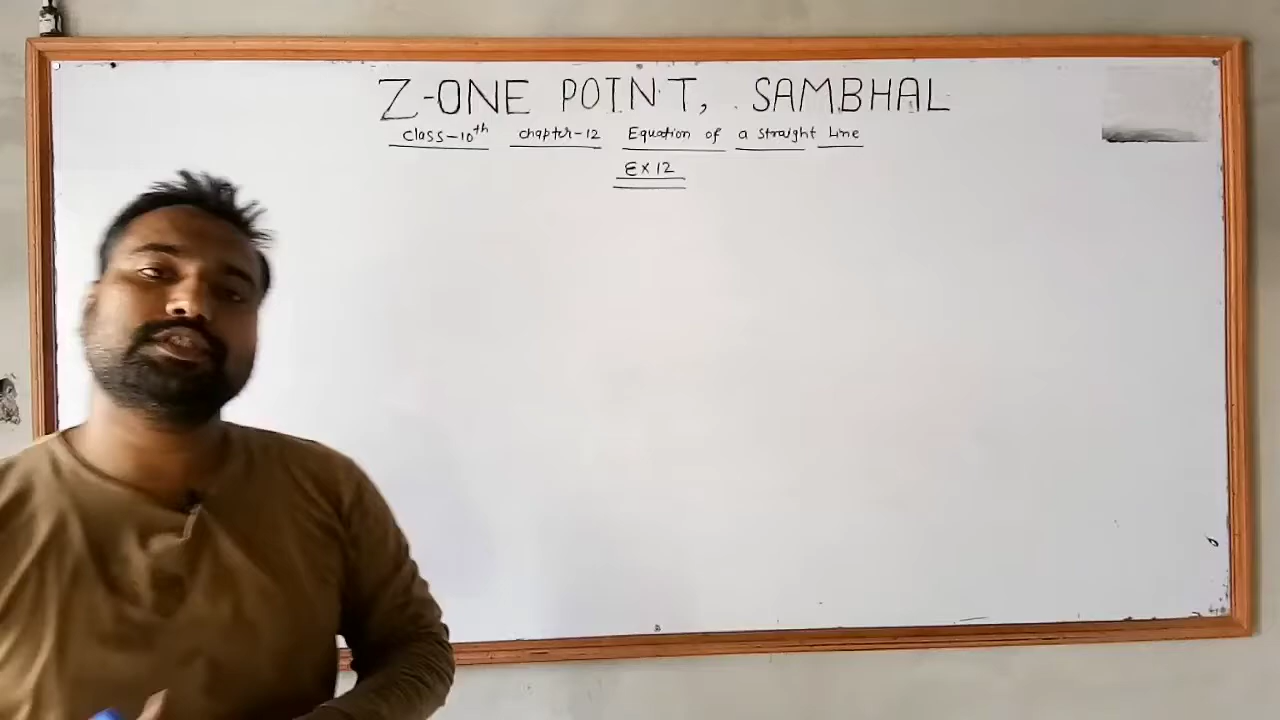 Z-ONE POINT, SAMBHAL
class-10th chapter-12 Equation of a straight Line
EX 12